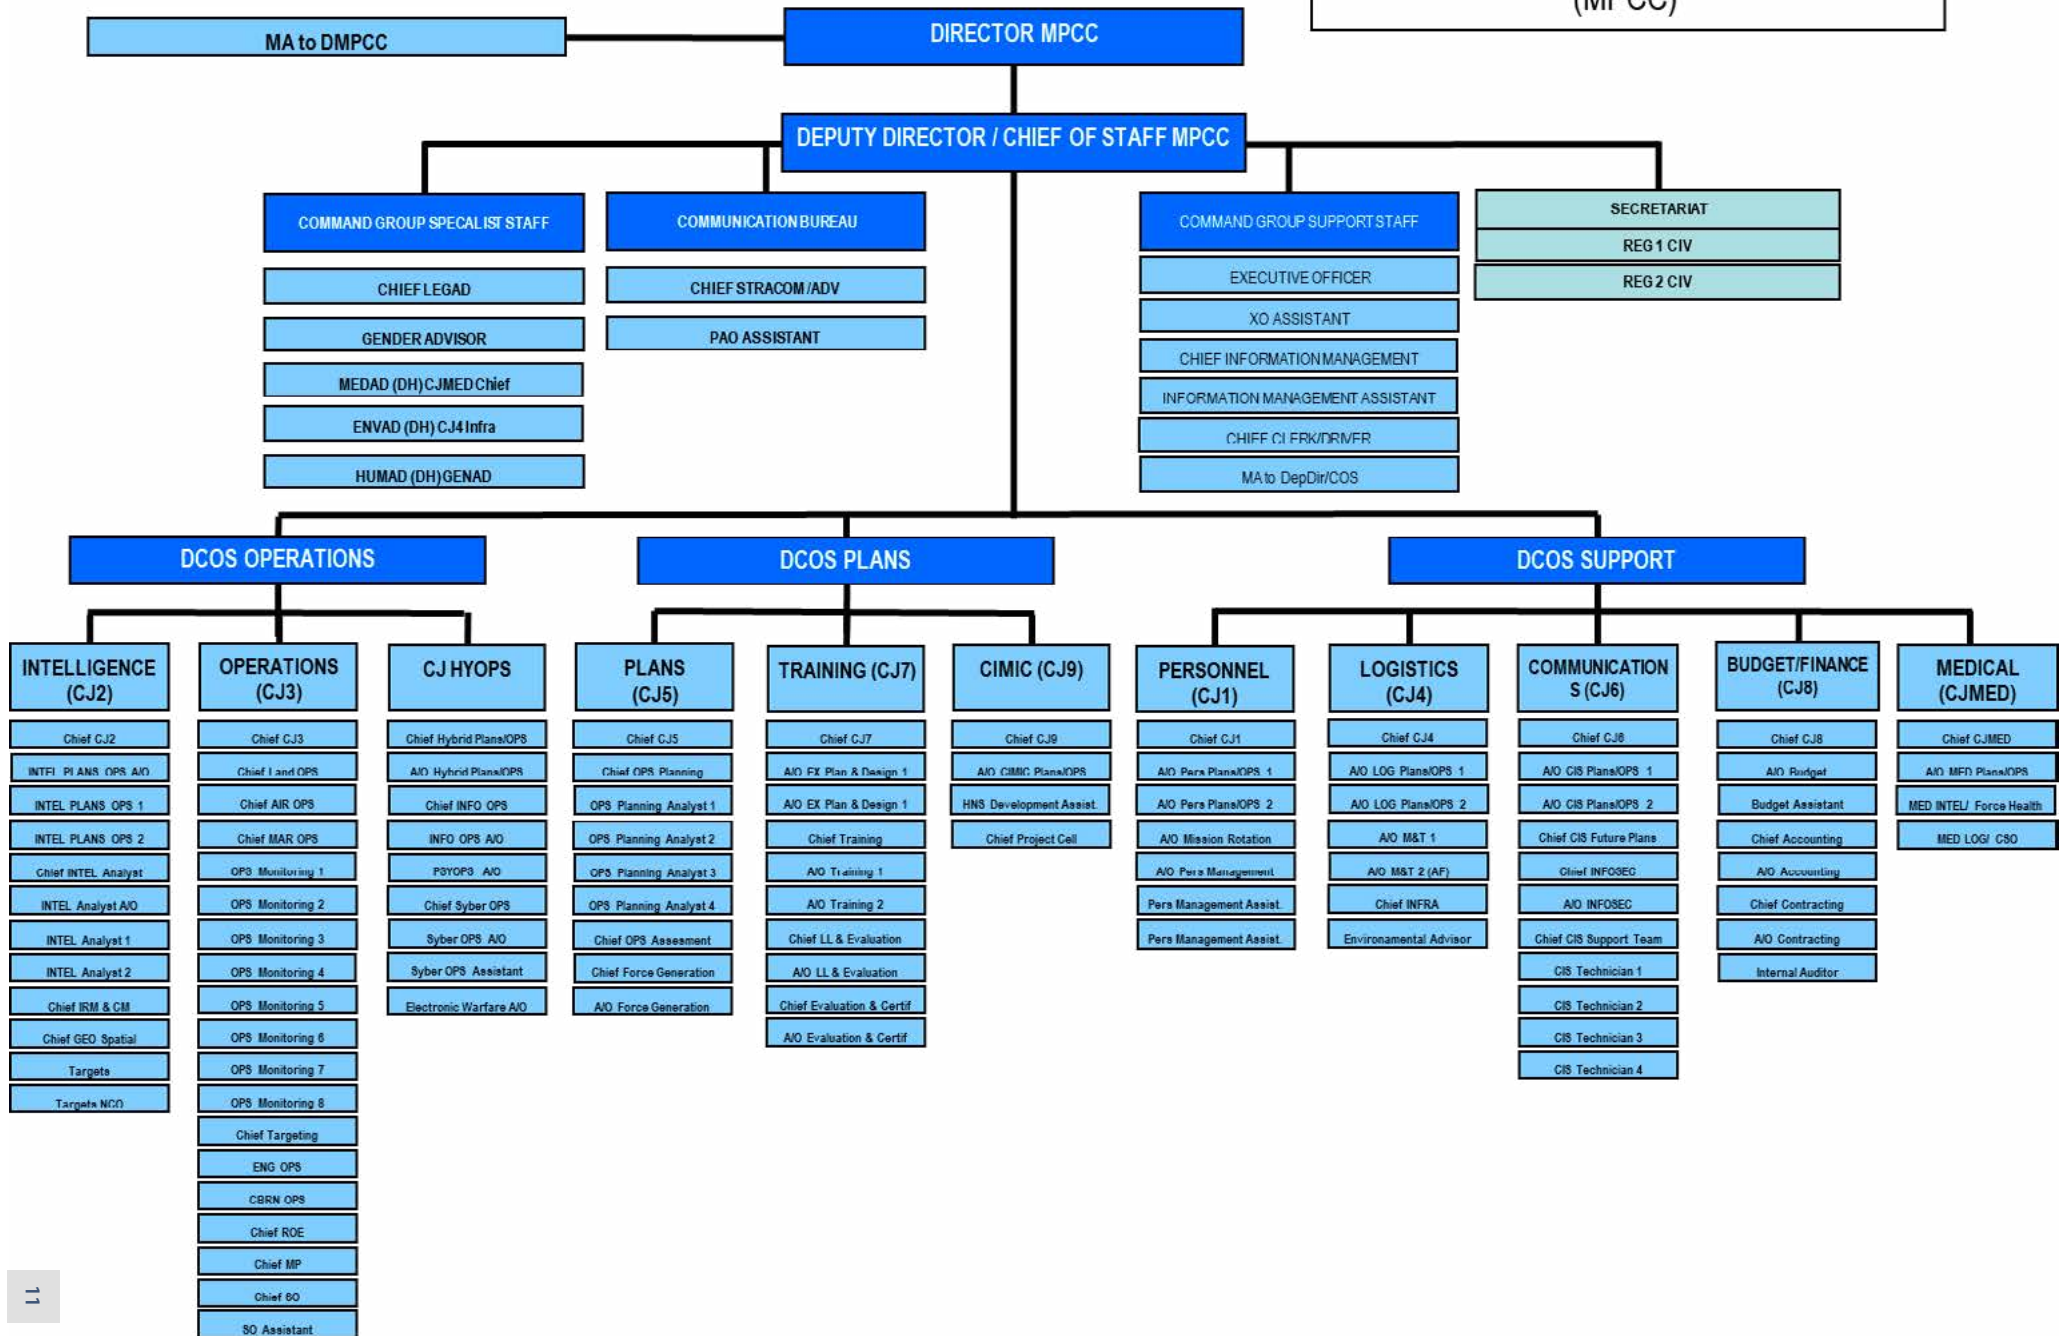 (MPCC)
MA to DMPCC
DIRECTOR MPCC
DEPUTY DIRECTOR / CHIEF OF STAFF MPCC
COMMAND GROUP SPECALIST STAFF
CHIEF LEGAD
GENDER ADVISOR
MEDAD (DH) CJMED Chief
ENVAD (DH) CJ4 Infra
HUMAD (DH) GENAD
COMMUNICATION BUREAU
CHIEF STRACOM /ADV
PAO ASSISTANT
COMMAND GROUP SUPPORT STAFF
EXECUTIVE OFFICER
XO ASSISTANT
CHIEF INFORMATION MANAGEMENT
INFORMATION MANAGEMENT ASSISTANT
CHIEF CLERK/DRIVER
MA to DepDir/COS
SECRETARIAT
REG 1 CIV
REG 2 CIV
DCOS OPERATIONS
DCOS PLANS
DCOS SUPPORT
INTELLIGENCE
(CJ2)
Chief CJ2
INTEL PLANS OPS A/O
INTEL PLANS OPS 1
INTEL PLANS OPS 2
Chief INTEL Analyst
INTEL Analyst A/O
INTEL Analyst 1
INTEL Analyst 2
Chief IRM & CM
Chief GEO Spatial
Targets
Targets NCO
OPERATIONS
(CJ3)
Chief CJ3
Chief Land OPS
Chief AIR OPS
Chief MAR OPS
OPS Monitoring 1
OPS Monitoring 2
OPS Monitoring 3
OPS Monitoring 4
OPS Monitoring 5
OPS Monitoring 6
OPS Monitoring 7
OPS Monitoring 8
Chief Targeting
ENG OPS
CBRN OPS
Chief ROE
Chief MP
Chief SO
SO Assistant
CJ HYOPS
Chief Hybrid Plans/OPS
A/O Hybrid Plans/OPS
Chief INFO OPS
INFO OPS A/O
PSYOPS A/O
Chief Syber OPS
Syber OPS A/O
Syber OPS Assistant
Electronic Warfare A/O
PLANS
(CJ5)
Chief CJ5
Chief OPS Planning
OPS Planning Analyst 1
OPS Planning Analyst 2
OPS Planning Analyst 3
OPS Planning Analyst 4
Chief OPS Assesment
Chief Force Generation
A/O Force Generation
TRAINING (CJ7)
Chief CJ7
A/O EX Plan & Design 1
A/O EX Plan & Design 1
Chief Training
A/O Training 1
A/O Training 2
Chief LL & Evaluation
A/O LL & Evaluation
Chief Evaluation & Certif
A/O Evaluation & Certif
CIMIC (CJ9)
Chief CJ9
A/O CIMIC Plans/OPS
HNS Development Assist.
Chief Project Cell
PERSONNEL
(CJ1)
Chief CJ1
A/O Pers Plans/OPS 1
A/O Pers Plans/OPS 2
A/O Mission Rotation
A/O Pers Management
Pers Management Assist.
Pers Management Assist.
LOGISTICS
(CJ4)
Chief CJ4
A/O LOG Plans/OPS 1
A/O LOG Plans/OPS 2
A/O M&T 1
A/O M&T 2 (AF)
Chief INFRA
Environamental Advisor
COMMUNICATION
S (CJ6)
Chief CJ6
A/O CIS Plans/OPS 1
A/O CIS Plans/OPS 2
Chief CIS Future Plans
Chief INFOSEC
A/O INFOSEC
Chief CIS Support Team
CIS Technician 1
CIS Technician 2
CIS Technician 3
CIS Technician 4
BUDGET/FINANCE
(CJ8)
Chief CJ8
A/O Budget
Budget Assistant
Chief Accounting
A/O Accounting
Chief Contracting
A/O Contracting
Internal Auditor
MEDICAL
(CJMED)
Chief CJMED
A/O MED Plans/OPS
MED INTEL/ Force Health
MED LOG/ CSO
11